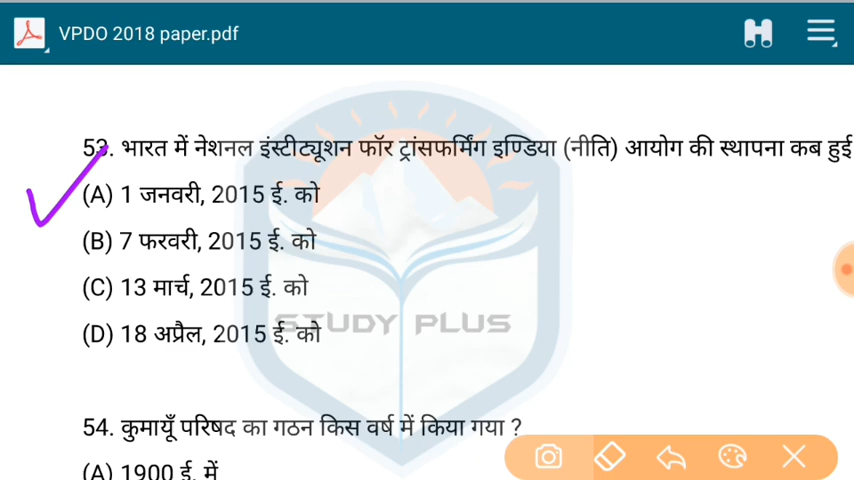 VPDO 2018 paper.pdf
53. भारत में नेशनल इंस्टीट्यूशन फॉर ट्रांसफर्मिंग इण्डिया (नीति) आयोग की स्थापना कब हुई
(A) 1 जनवरी, 2015 ई. को
(B) 7 फरवरी, 2015 ई. को
(C) 13 मार्च, 2015 ई. को
(D) 18 अप्रैल, 2015 ई. को
STUDY PLUS
54. कुमायूँ परिषद का गठन किस वर्ष में किया गया ?
(A) 1900 ई. में